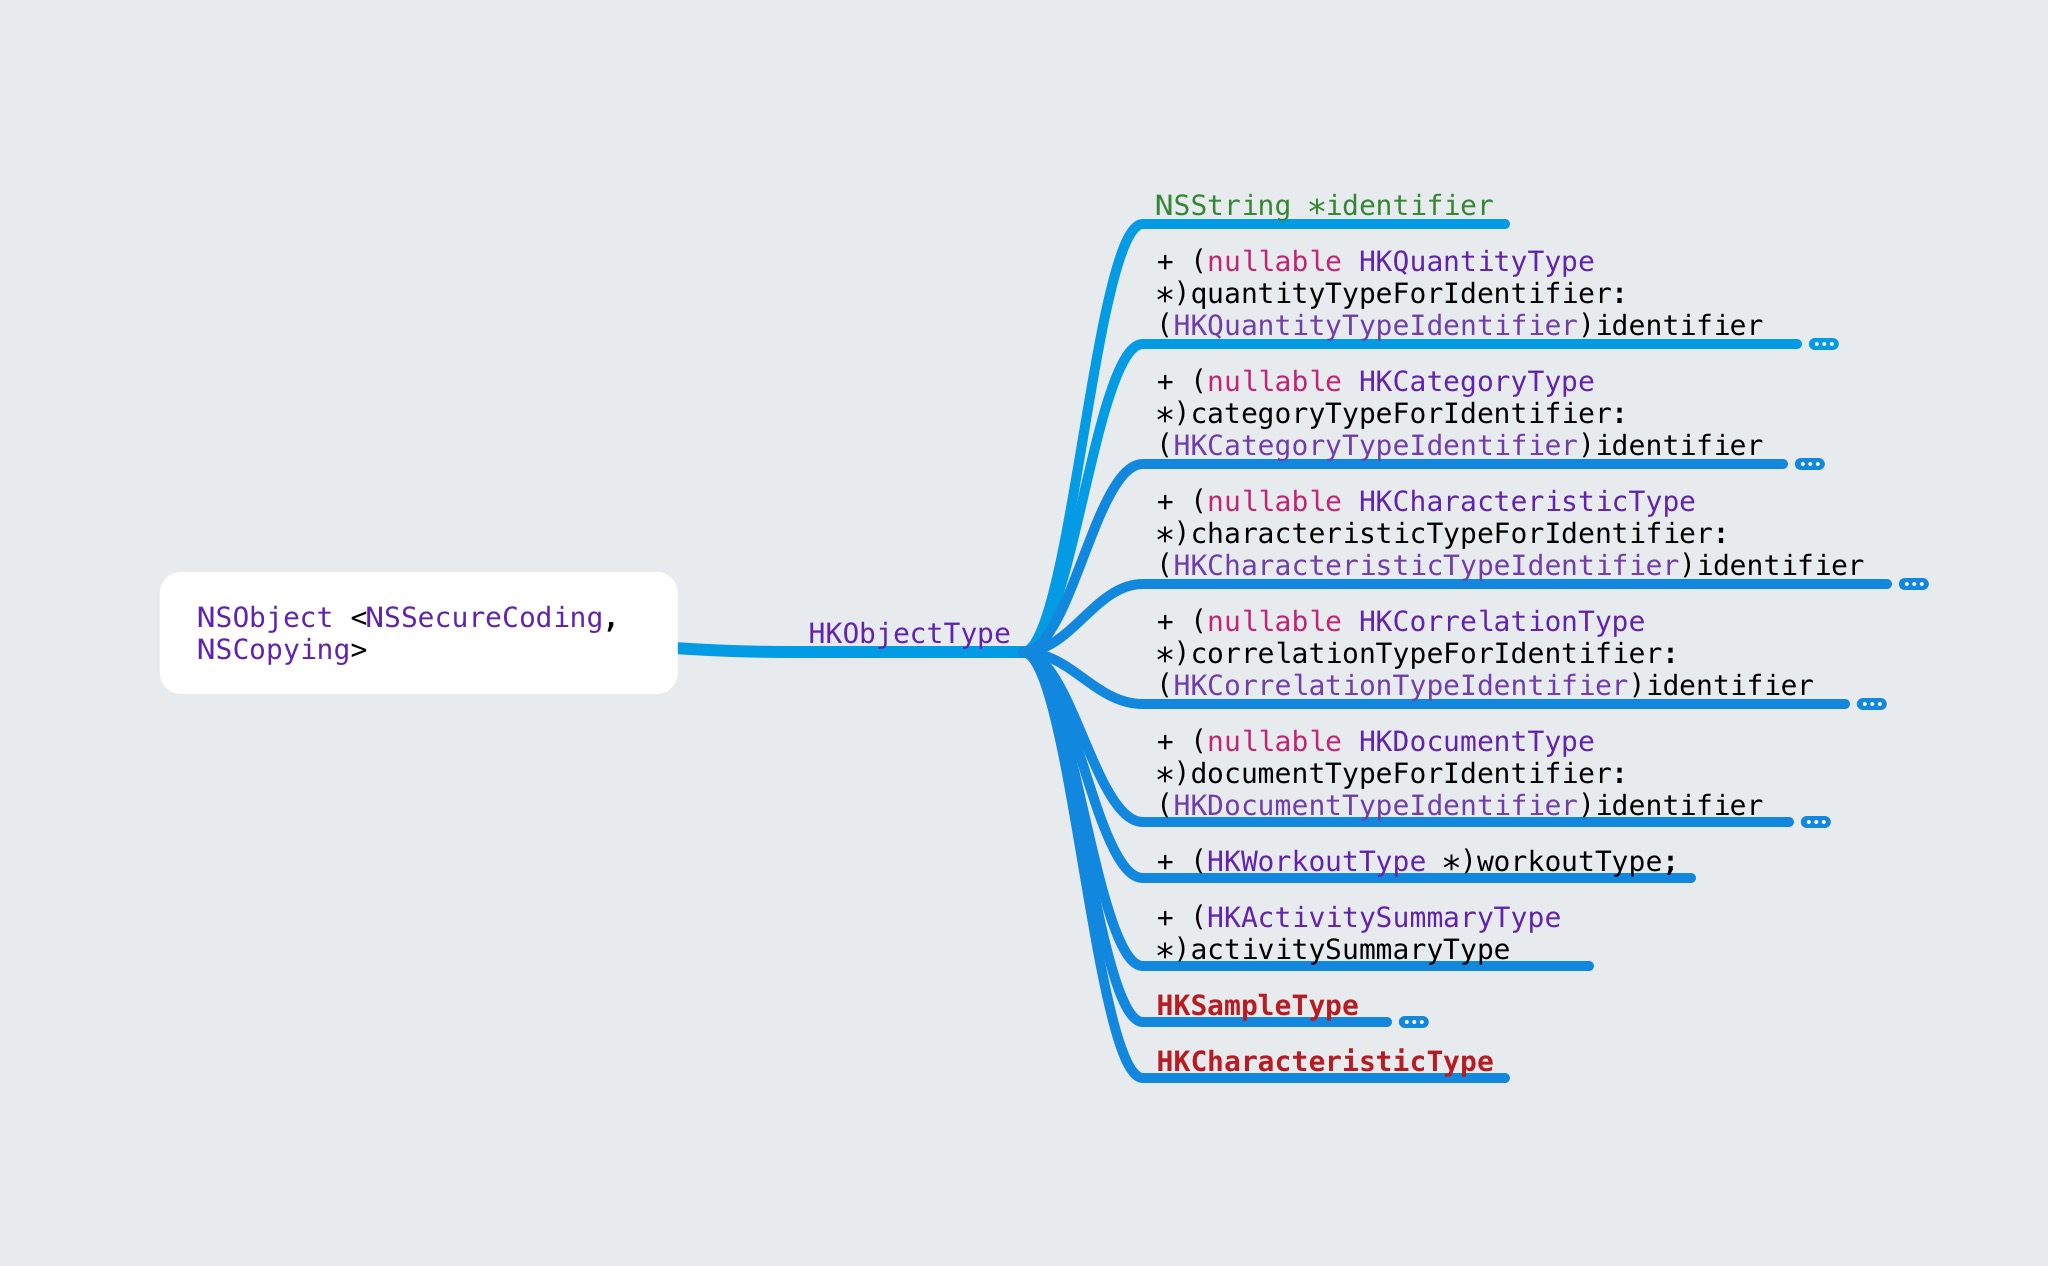 NSObject <NSSecureCoding,
NSCopying>
HKObjectType
NSString *identifier
+ (nullable HKQuantityType
*)quantityTypeForIdentifier:
(HKQuantityTypeIdentifier)identifier
+ (nullable HKCategoryType
*)categoryTypeForIdentifier:
(HKCategoryTypeIdentifier)identifier
+ (nullable HKCharacteristicType
*)characteristicTypeForIdentifier:
(HKCharacteristicTypeIdentifier)identifier
+ (nullable HKCorrelationType
*)correlationTypeForIdentifier:
(HKCorrelationTypeIdentifier)identifier
+ (nullable HKDocumentType
*)documentTypeForIdentifier:
(HKDocumentTypeIdentifier)identifier
+ (HKWorkoutType *)workoutType;
+ (HKActivitySummaryType
*)activitySummaryType
HKSampleType
HKCharacteristicType